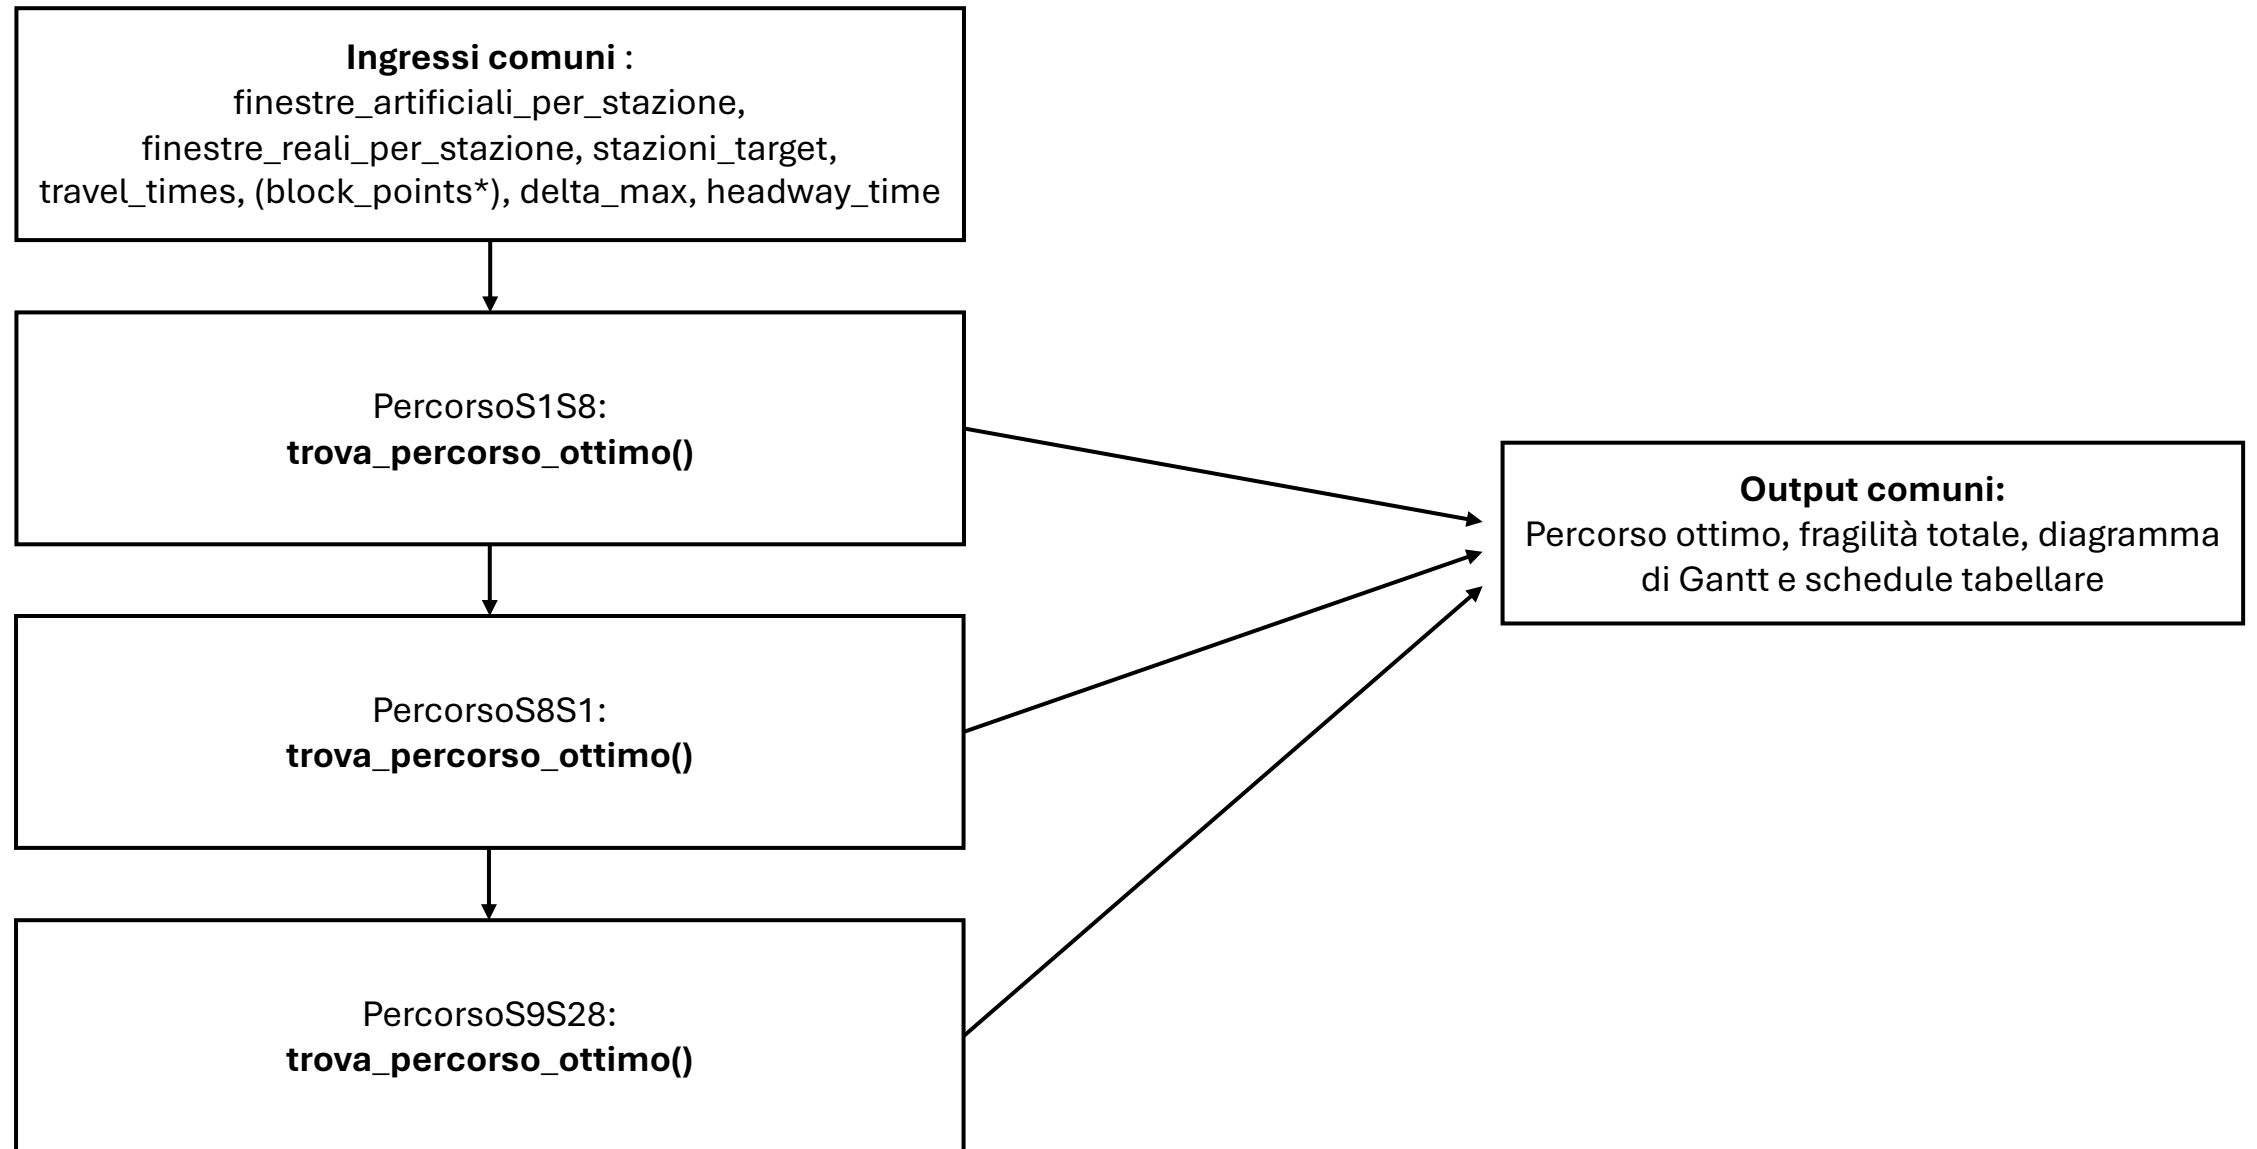 Ingressi comuni :
finestre_artificiali_per_stazione,
finestre_reali_per_stazione, stazioni_target,
travel_times, (block_points*), delta_max, headway_time
PercorsoS1S8:
trova_percorso_ottimo()
Output comuni:
Percorso ottimo, fragilità totale, diagramma
di Gantt e schedule tabellare
PercorsoS8S1:
trova_percorso_ottimo()
PercorsoS9S28:
trova_percorso_ottimo()